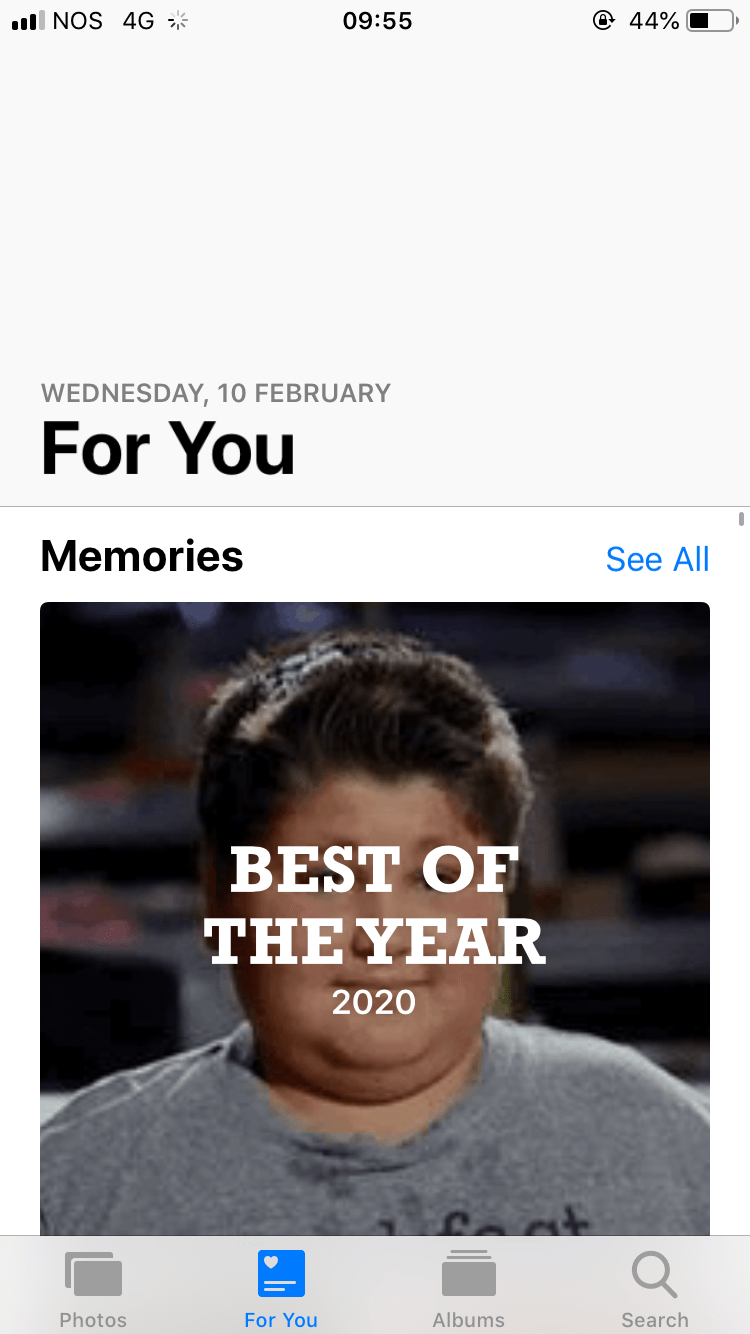 NOS 4G 09:55 44%
WEDNESDAY, 10 FEBRUARY
For You
Memories See All
BEST OF
THE YEAR
2020
Photos For You Albums Search